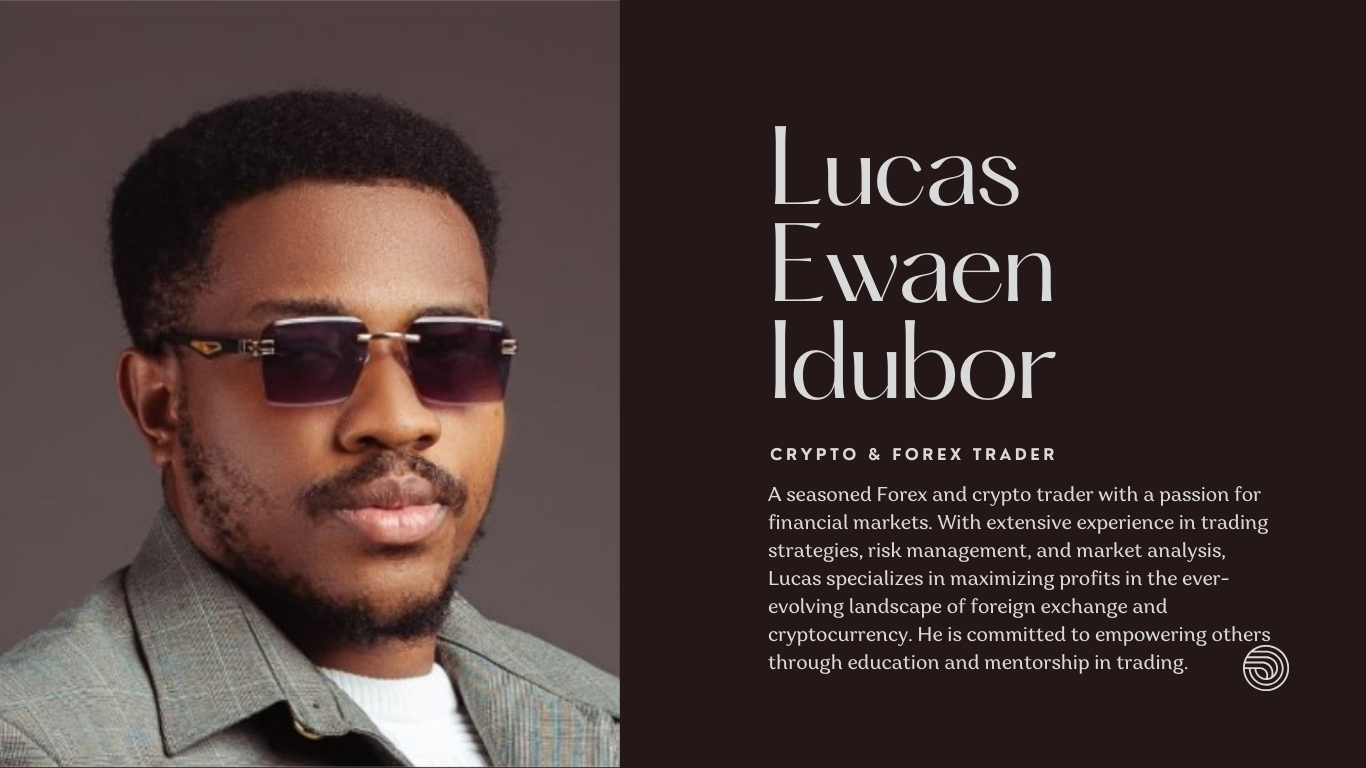 Lucas
Ewaen
Idubor
CRYPTO & FOREX TRADER
A seasoned Forex and crypto trader with a passion for
financial markets. With extensive experience in trading
strategies, risk management, and market analysis,
Lucas specializes in maximizing profits in the ever-
evolving landscape of foreign exchange and
cryptocurrency. He is committed to empowering others
through education and mentorship in trading.